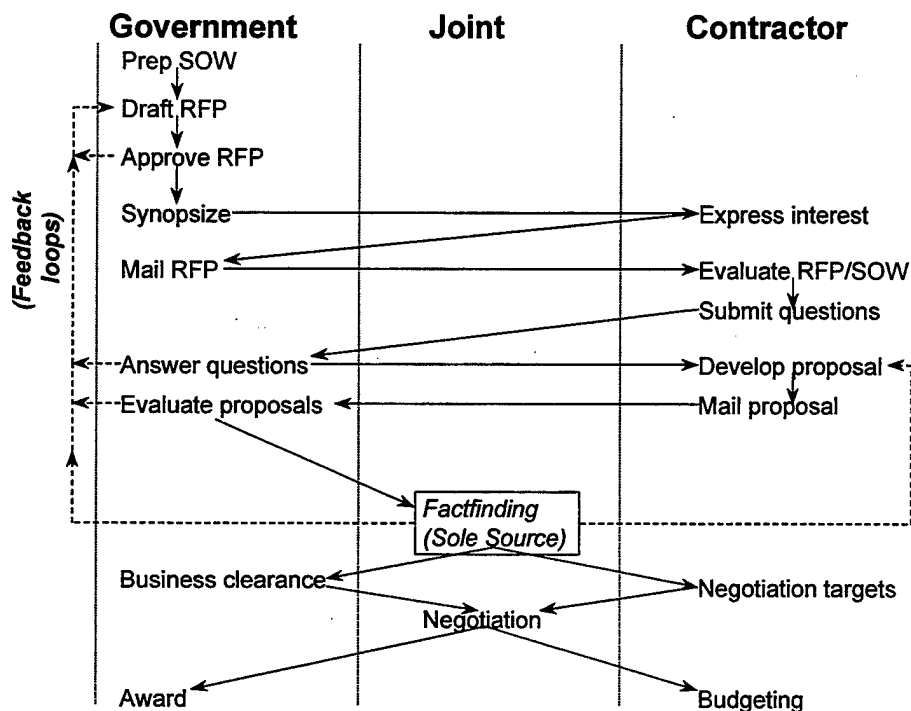 Government Joint Contractor
Prep SOW
Draft RFP
Approve RFP
Synopsize Express interest
Mail RFP Evaluate RFP/SOW
Submit questions
Answer questions Develop proposal
Evaluate proposals Mail proposal
(Feedback
loops)
Factfinding
(Sole Source)
Business clearance Negotiation targets
Negotiation
Award Budgeting